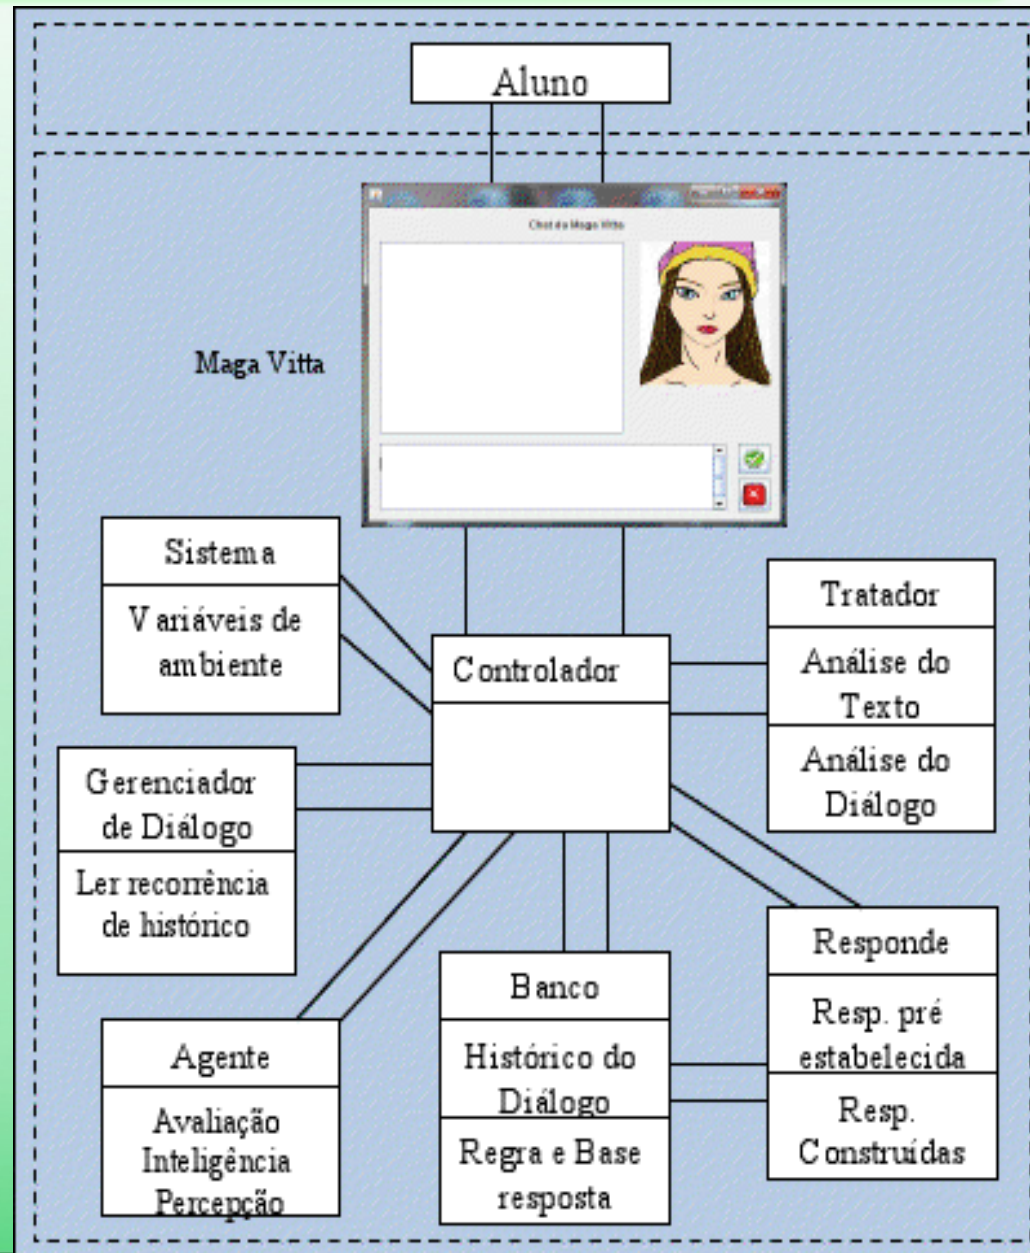 Aluno
Chat da Maga Vitta
Maga Vitta
Sistema
Variáveis de
ambiente
Controlador
Tratador
Análise do
Texto
Análise do
Diálogo
Gerenciador
de Diálogo
Ler recorrência
de histórico
Agente
Avaliação
Inteligência
Percepção
Banco
Histórico do
Diálogo
Regra e Base
resposta
Responde
Resp. pré
estabelecida
Resp.
Construídas